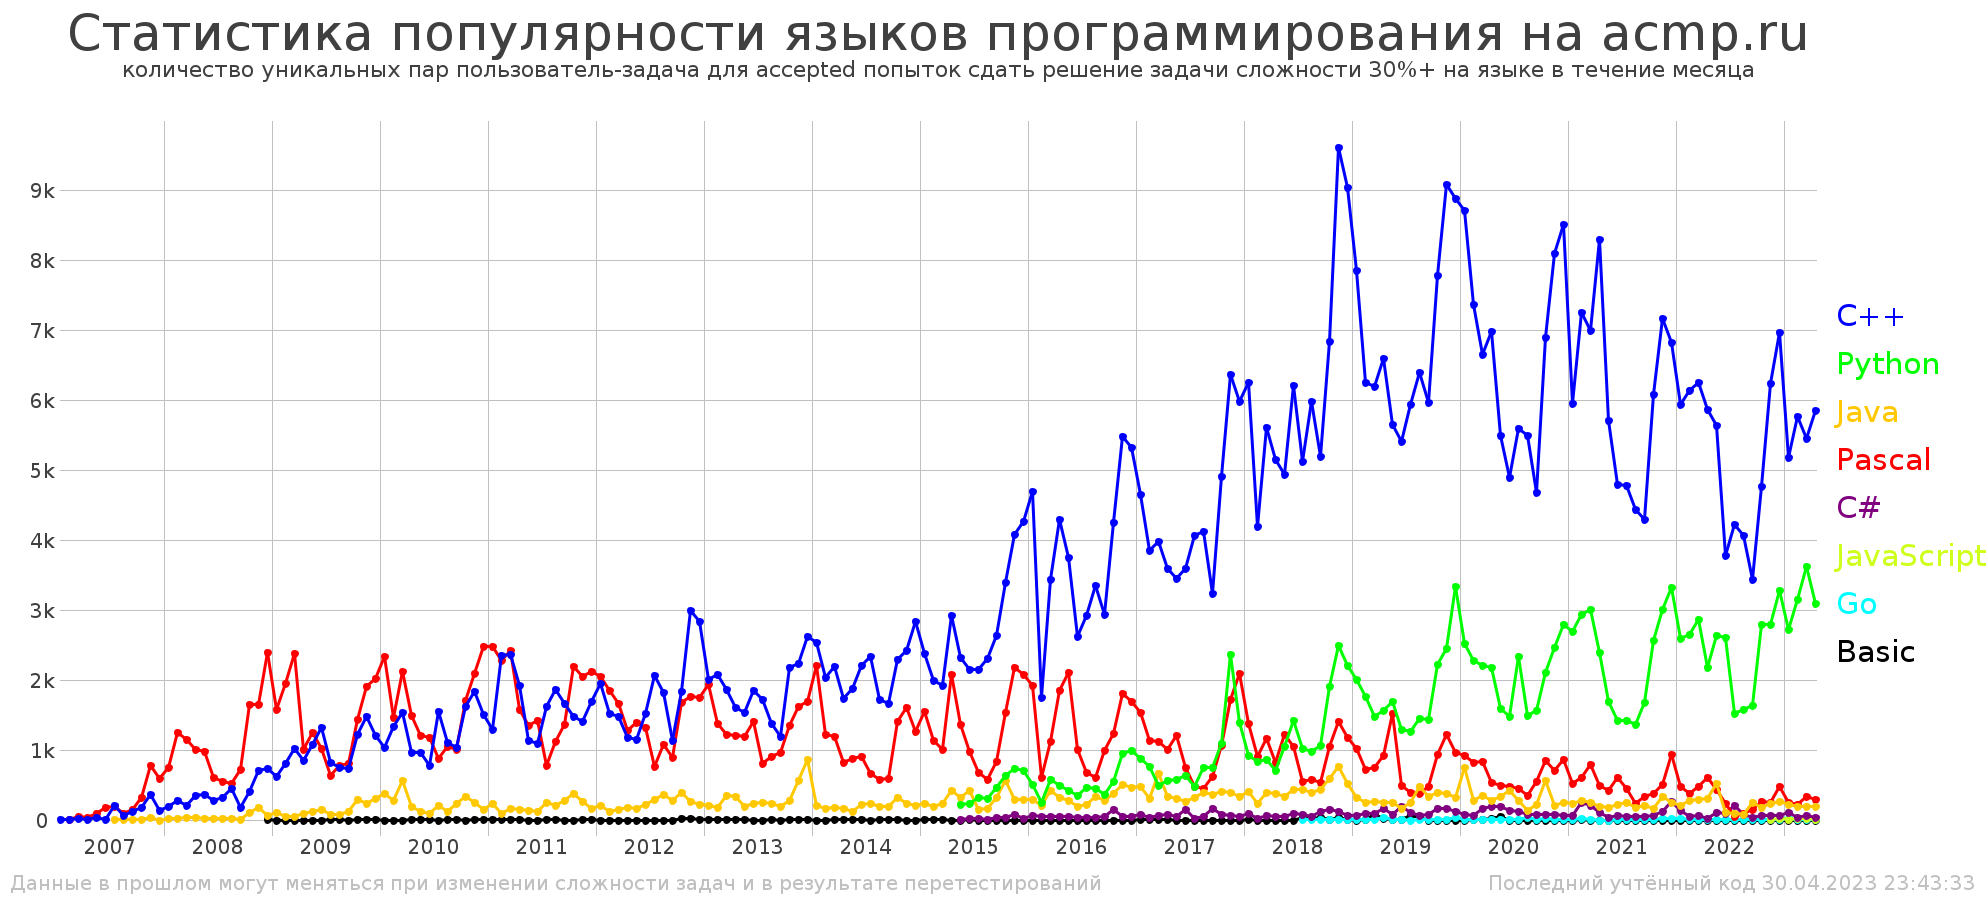 Статистика популярности языков программирования на acmp.ru
количество уникальных пар пользователь-задача для accepted попыток сдать решение задачи сложности 30%+ на языке в течение месяца
9k
8k
7k
6k
5k
4k
3k
2k
1k
0
C++
Python
Java
Pascal
C#
JavaScript
Go
Basic
2007 2008 2009 2010 2011 2012 2013 2014 2015 2016 2017 2018 2019 2020 2021 2022
Данные в прошлом могут меняться при изменении сложности задач и в результате перетестирований
Последний учтённый код 30.04.2023 23:43:33